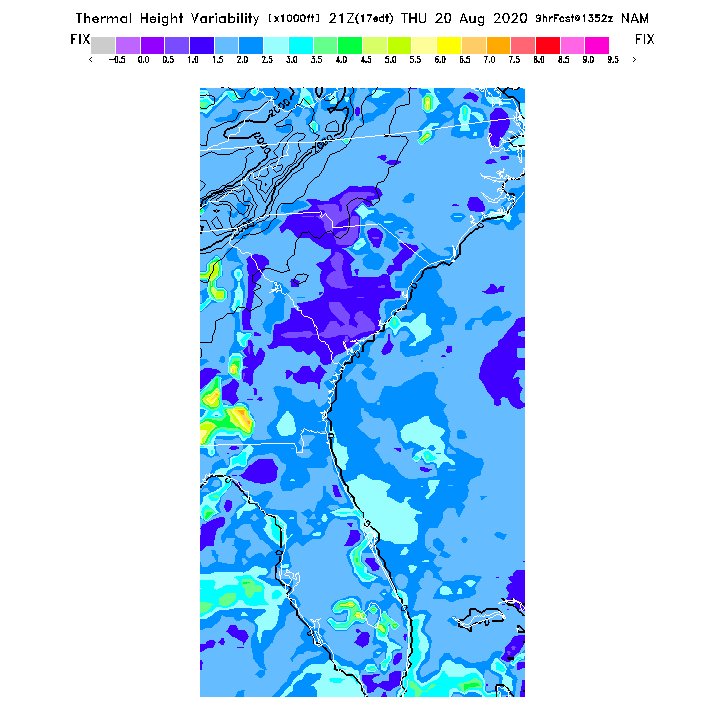 Thermal Height Variability [x1000ft] 21Z(17edt) THU 20 Aug 2020 9hrFcst@1352z NAM
FIX FIX
< -0.5 0.0 0.5 1.0 1.5 2.0 2.5 3.0 3.5 4.0 4.5 5.0 5.5 6.0 6.5 7.0 7.5 8.0 8.5 9.0 9.5 >
2000